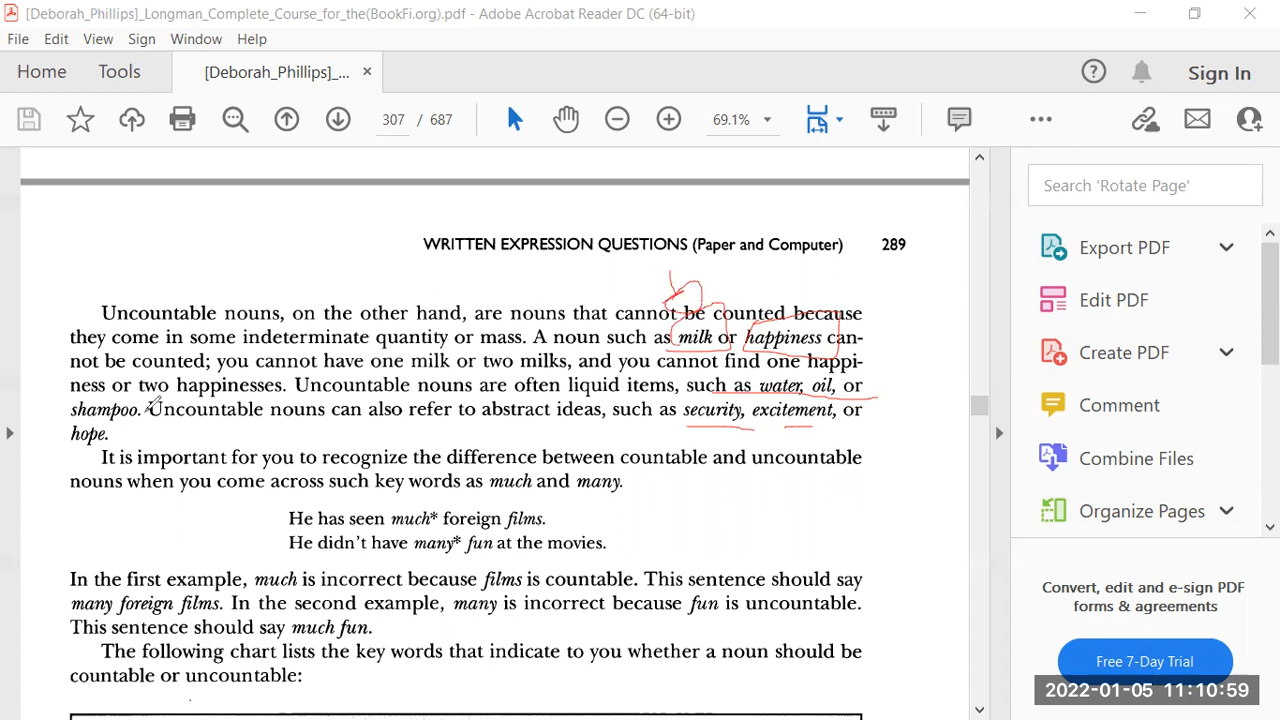 [Deborah_Phillips]_Longman_Complete_Course_for_the(BookFi.org).pdf - Adobe Acrobat Reader DC (64-bit)
File Edit View Sign Window Help
Home Tools [Deborah_Phillips]_... × Sign In
307 / 687 69.1%
Search 'Rotate Page'
WRITTEN EXPRESSION QUESTIONS (Paper and Computer) 289
Uncountable nouns, on the other hand, are nouns that cannot be counted because
they come in some indeterminate quantity or mass. A noun such as milk or happiness can-
not be counted; you cannot have one milk or two milks, and you cannot find one happi-
ness or two happinesses. Uncountable nouns are often liquid items, such as water, oil, or
shampoo. Uncountable nouns can also refer to abstract ideas, such as security, excitement, or
hope.
It is important for you to recognize the difference between countable and uncountable
nouns when you come across such key words as much and many.
He has seen much* foreign films.
He didn't have many* fun at the movies.
In the first example, much is incorrect because films is countable. This sentence should say
many foreign films. In the second example, many is incorrect because fun is uncountable.
This sentence should say much fun.
The following chart lists the key words that indicate to you whether a noun should be
countable or uncountable:
Export PDF
Edit PDF
Create PDF
Comment
Combine Files
Organize Pages
Convert, edit and e-sign PDF
forms & agreements
Free 7-Day Trial
2022-01-05 11:10:59